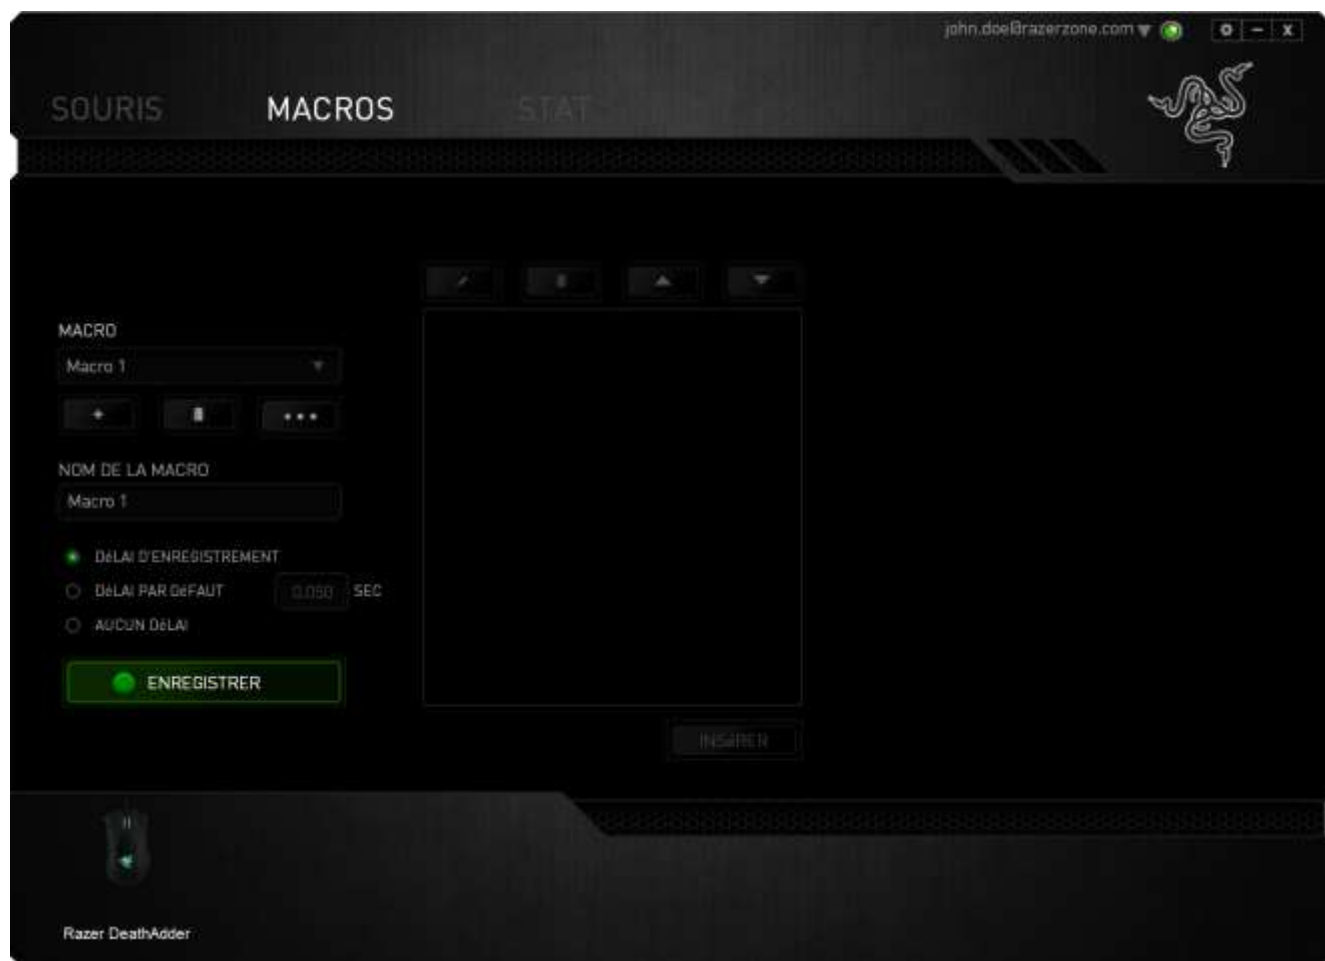 john.doe@razerzone.com
SOURIS MACROS STAT
MACRO
Macro 1
NOM DE LA MACRO
Macro 1
DéLAI D'ENREGISTREMENT
DéLAI PAR DéFAUT 0.050 SEC
AUCUN DéLAI
ENREGISTRER
INSéRER
Razer DeathAdder